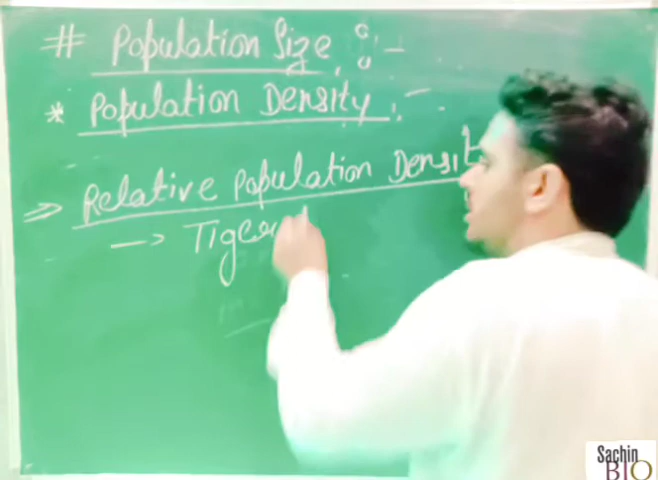 # Population Size :-
* Population Density :-
⇒ Relative Population Densit
→ Tiger
Sachin
BIO